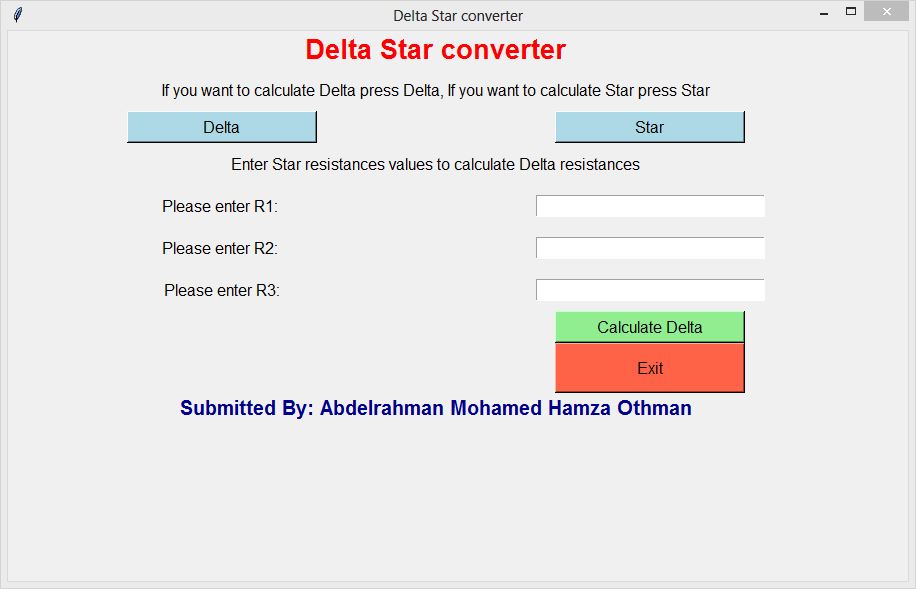 Delta Star converter
Delta Star converter
If you want to calculate Delta press Delta, If you want to calculate Star press Star
Delta
Star
Enter Star resistances values to calculate Delta resistances
Please enter R1:
Please enter R2:
Please enter R3:
Calculate Delta
Exit
Submitted By: Abdelrahman Mohamed Hamza Othman